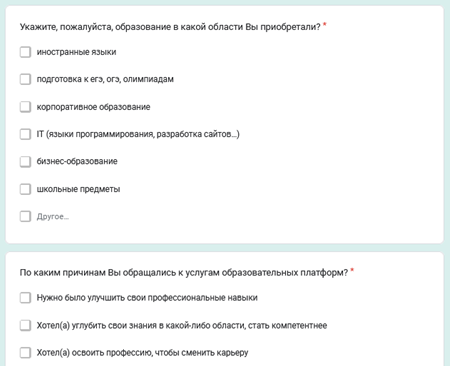 Укажите, пожалуйста, образование в какой области Вы приобретали? *
иностранные языки
подготовка к егэ, огэ, олимпиадам
корпоративное образование
IT (языки программирования, разработка сайтов...)
бизнес-образование
школьные предметы
Другое...
По каким причинам Вы обращались к услугам образовательных платформ? *
Нужно было улучшить свои профессиональные навыки
Хотел(а) углубить свои знания в какой-либо области, стать компетентнее
Хотел(а) освоить профессию, чтобы сменить карьеру